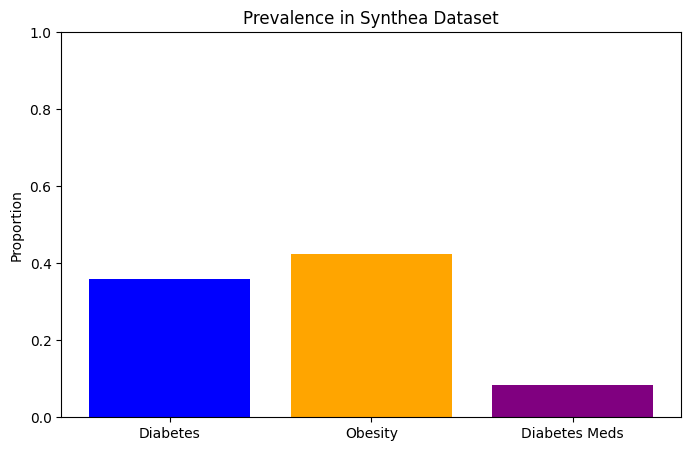 Prevalence in Synthea Dataset
Proportion
1.0
0.8
0.6
0.4
0.2
0.0
Diabetes
Obesity
Diabetes Meds